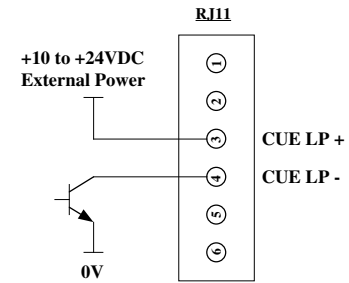 RJ11
+10 to +24VDC
External Power
1
2
3
CUE LP +
4
CUE LP -
5
6
0V